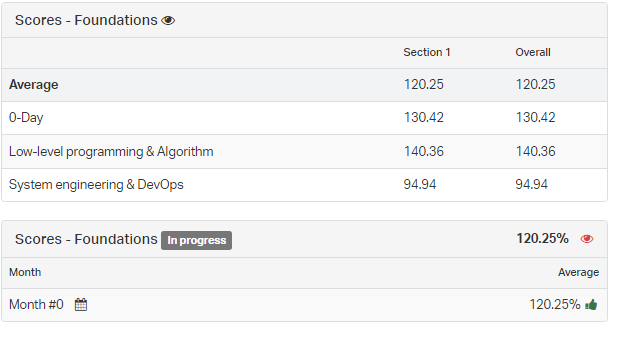 Scores - Foundations
Section 1 Overall
Average 120.25 120.25
0-Day 130.42 130.42
Low-level programming & Algorithm 140.36 140.36
System engineering & DevOps 94.94 94.94
Scores - Foundations In progress 120.25%
Month Average
Month #0 120.25%